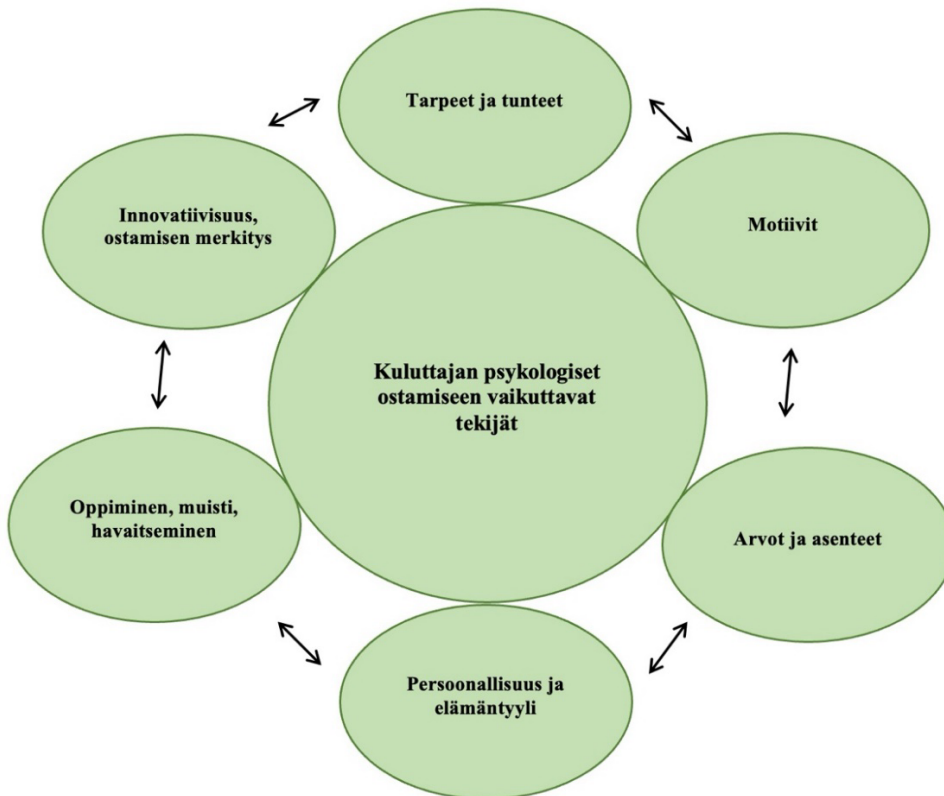 Tarpeet ja tunteet
Innovatiivisuus,
ostamisen merkitys
Motiivit
Kuluttajan psykologiset
ostamiseen vaikuttavat
tekijät
Oppiminen, muisti,
havaitseminen
Arvot ja asenteet
Persoonallisuus ja
elämäntyyli